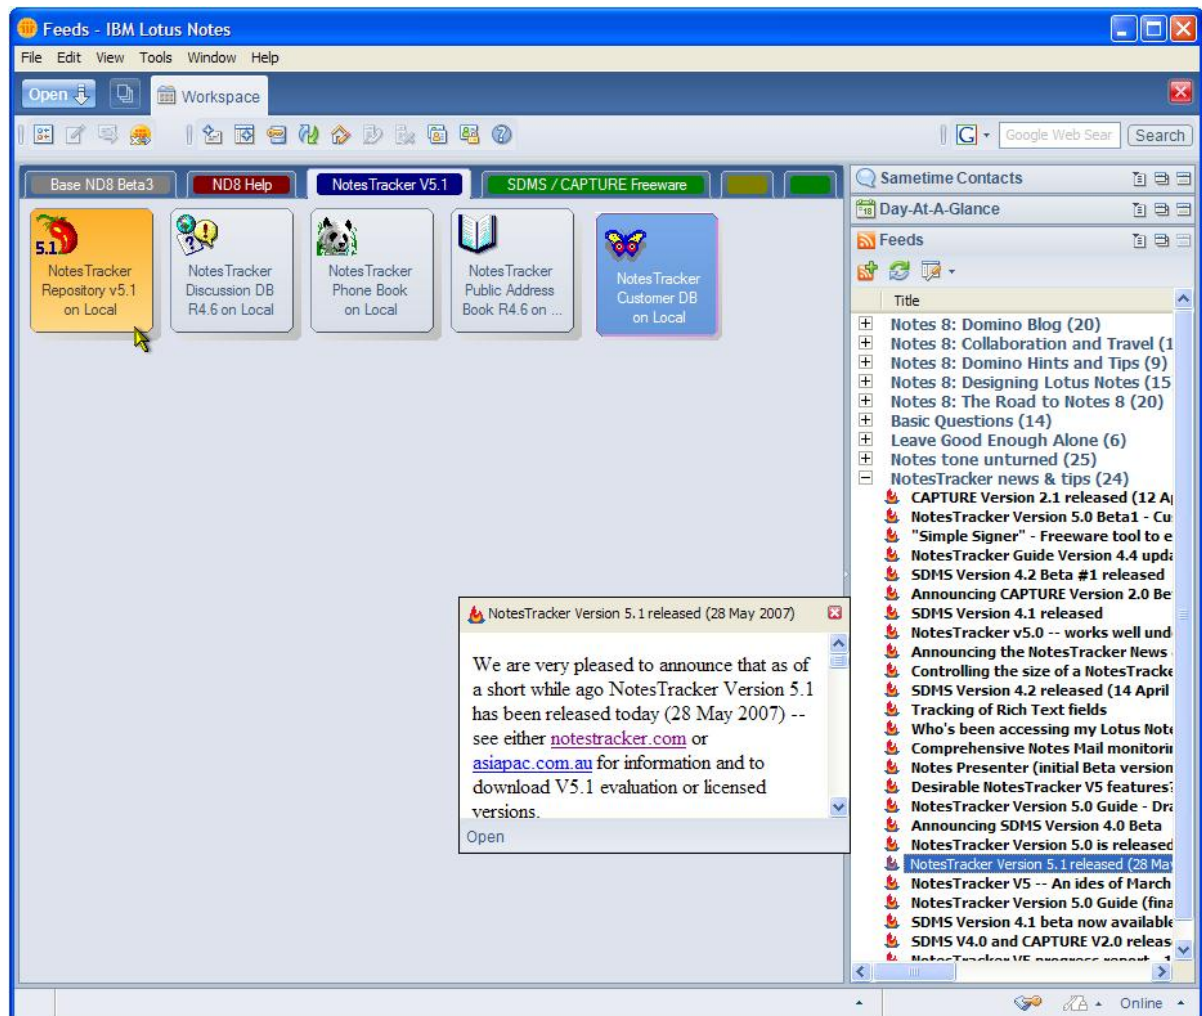 Feeds - IBM Lotus Notes
File Edit View Tools Window Help
Open
Workspace
G
Google Web Sear
Search
Base ND8 Beta3
ND8 Help
NotesTracker V5.1
SDMS / CAPTURE Freeware
5.1
NotesTracker
Repository v5.1
on Local
NotesTracker
Discussion DB
R4.6 on Local
NotesTracker
Phone Book
on Local
NotesTracker
Public Address
Book R4.6 on ...
NotesTracker
Customer DB
on Local
Sametime Contacts
18
Day-At-A-Glance
Feeds
Title
Notes 8: Domino Blog (20)
Notes 8: Collaboration and Travel (1
Notes 8: Domino Hints and Tips (9)
Notes 8: Designing Lotus Notes (15
Notes 8: The Road to Notes 8 (20)
Basic Questions (14)
Leave Good Enough Alone (6)
Notes tone unturned (25)
NotesTracker news & tips (24)
CAPTURE Version 2.1 released (12 A
NotesTracker Version 5.0 Beta1 - Cu
"Simple Signer" - Freeware tool to e
NotesTracker Guide Version 4.4 upda
SDMS Version 4.2 Beta #1 released
Announcing CAPTURE Version 2.0 Be
SDMS Version 4.1 released
NotesTracker v5.0 -- works well und
Announcing the NotesTracker News
Controlling the size of a NotesTracke
SDMS Version 4.2 released (14 April
Tracking of Rich Text fields
Who's been accessing my Lotus Note
Comprehensive Notes Mail monitorin
Notes Presenter (initial Beta version
Desirable NotesTracker V5 features?
NotesTracker Version 5.0 Guide - Dra
Announcing SDMS Version 4.0 Beta
NotesTracker Version 5.0 is released
NotesTracker Version 5.1 released (28 May
NotesTracker V5 -- An ides of March
NotesTracker Version 5.0 Guide (fina
SDMS Version 4.1 beta now available
SDMS V4.0 and CAPTURE V2.0 releas
NotesTracker V5 progress report - 1
NotesTracker Version 5.1 released (28 May 2007)
We are very pleased to announce that as of
a short while ago NotesTracker Version 5.1
has been released today (28 May 2007) --
see either notestracker.com or
asiapac.com.au for information and to
download V5.1 evaluation or licensed
versions.
Open
Online